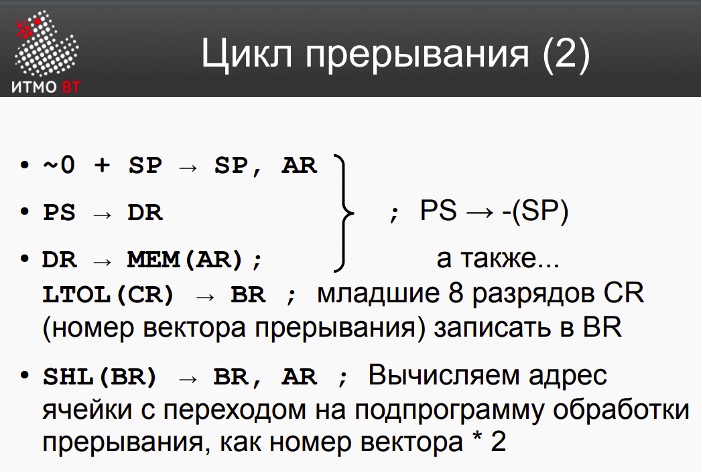 ИТМО ВТ
Цикл прерывания (2)
• ~0 + SP → SP, AR
• PS → DR ; PS → -(SP)
• DR → MEM(AR); а также...
LTOL(CR) → BR ; младшие 8 разрядов CR
(номер вектора прерывания) записать в BR
• SHL(BR) → BR, AR ; Вычисляем адрес
ячейки с переходом на подпрограмму обработки
прерывания, как номер вектора * 2